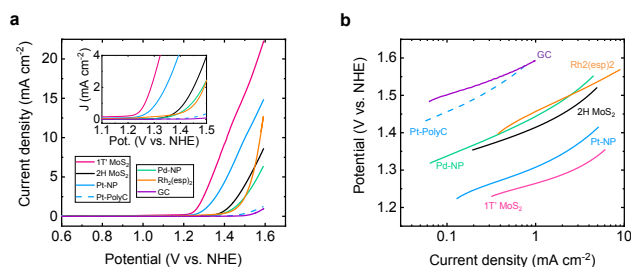 a
Current density (mA cm⁻²)
20
15
10
5
0
J (mA cm⁻²)
4
2
0
1.1 1.2 1.3 1.4 1.5
Pot. (V vs. NHE)
1T' MoS₂
2H MoS₂
Pt-NP
Pt-PolyC
Pd-NP
Rh₂(esp)₂
GC
0.6 0.8 1.0 1.2 1.4 1.6
Potential (V vs. NHE)
b
Potential (V vs. NHE)
1.6
1.5
1.4
1.3
1.2
GC
Rh2(esp)2
Pt-PolyC
2H MoS₂
Pt-NP
Pd-NP
1T' MoS₂
0.1 1 10
Current density (mA cm⁻²)